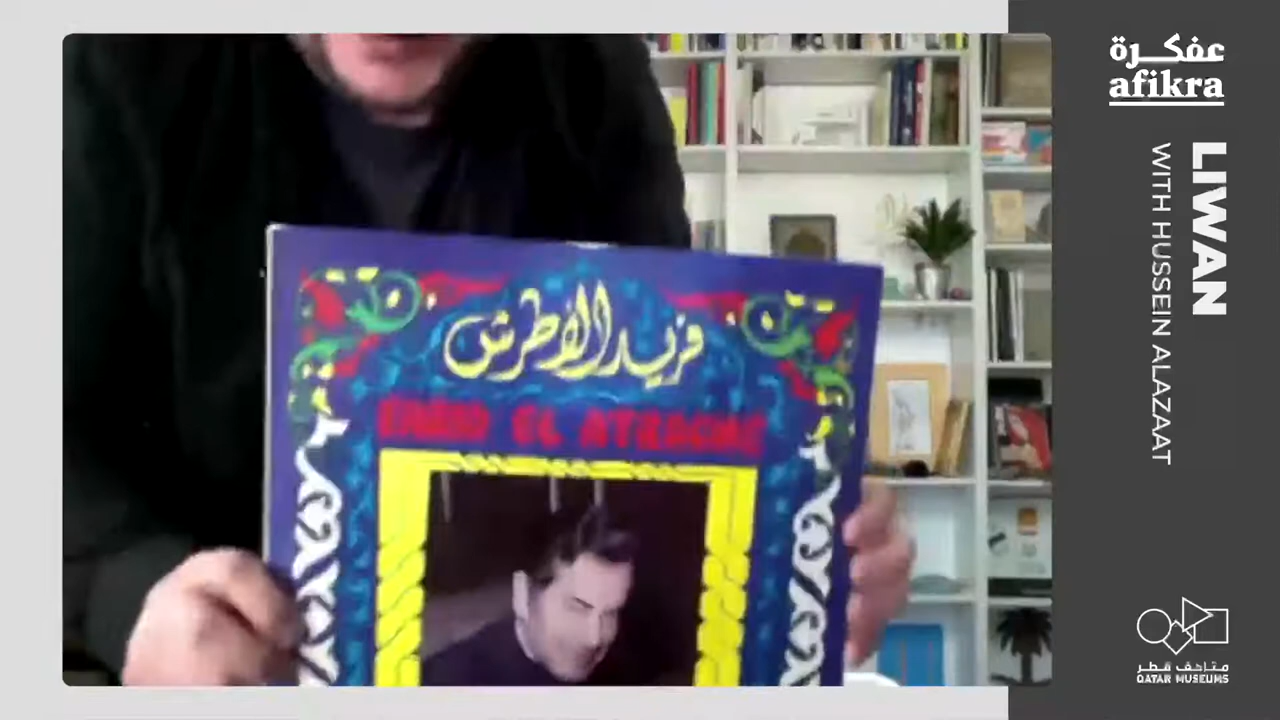 فريد الأطرش
FARID EL ATRACHE
عفكرة
afikra
LIWAN
WITH HUSSEIN ALAZAAT
متاحف قطر
QATAR MUSEUMS